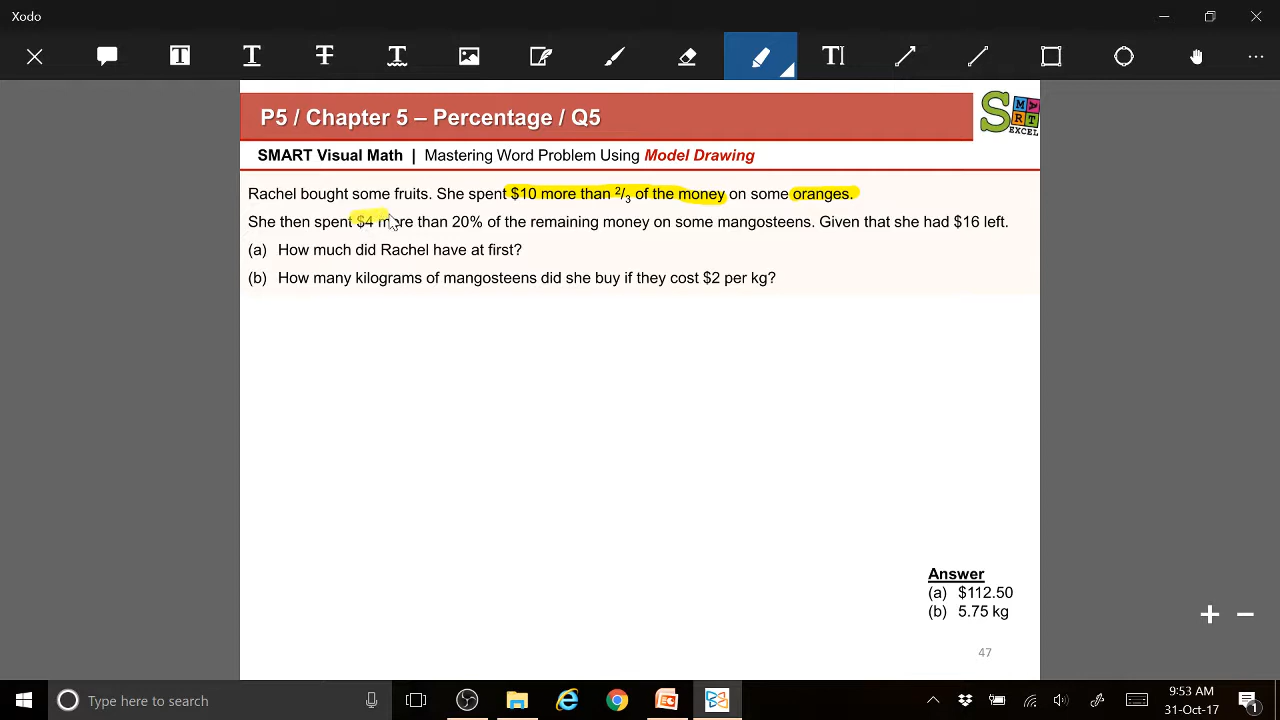 Xodo
P5 / Chapter 5 – Percentage / Q5
SMART EXCEL
SMART Visual Math | Mastering Word Problem Using Model Drawing
Rachel bought some fruits. She spent $10 more than 2/3 of the money on some oranges.
She then spent $4 more than 20% of the remaining money on some mangosteens. Given that she had $16 left.
(a) How much did Rachel have at first?
(b) How many kilograms of mangosteens did she buy if they cost $2 per kg?
Answer
(a) $112.50
(b) 5.75 kg
47
Type here to search
9:53 AM
31-Oct-17
1